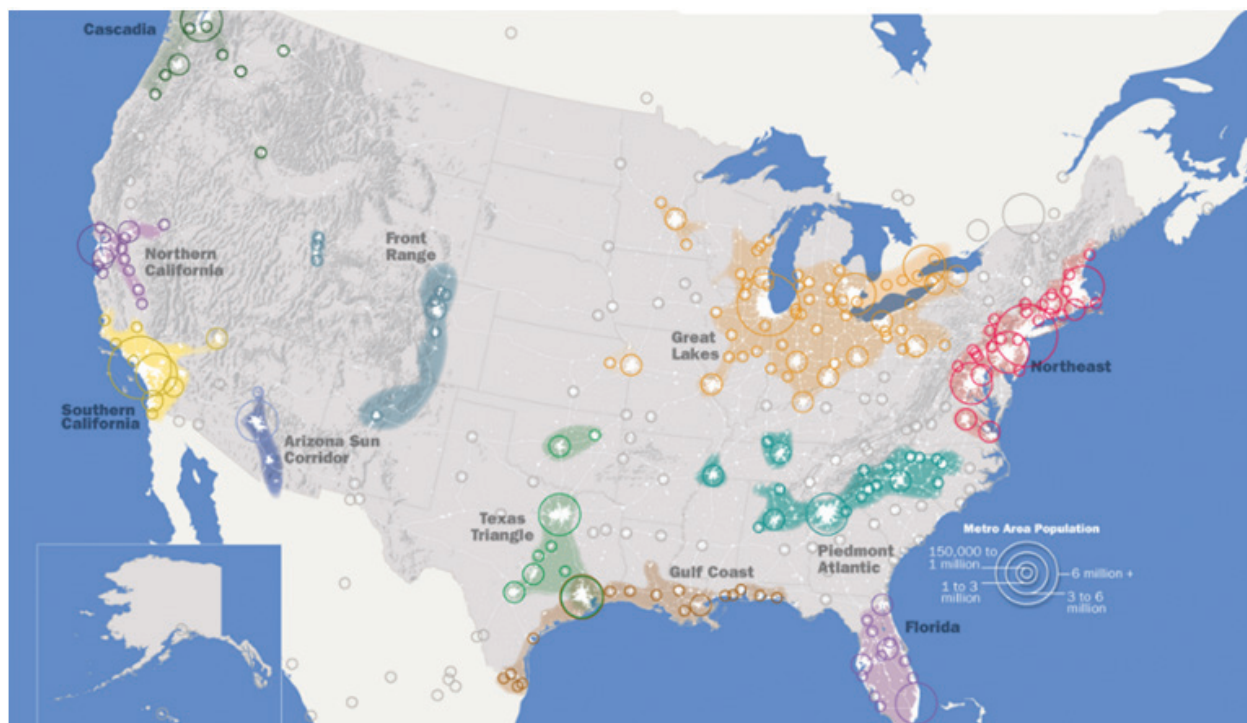 Cascadia
Northern
California
Front
Range
Great
Lakes
Northeast
Southern
California
Arizona Sun
Corridor
Texas
Triangle
Gulf Coast
Piedmont
Atlantic
Florida
Metro Area Population
150,000 to
1 million
1 to 3
million
6 million +
3 to 6
million